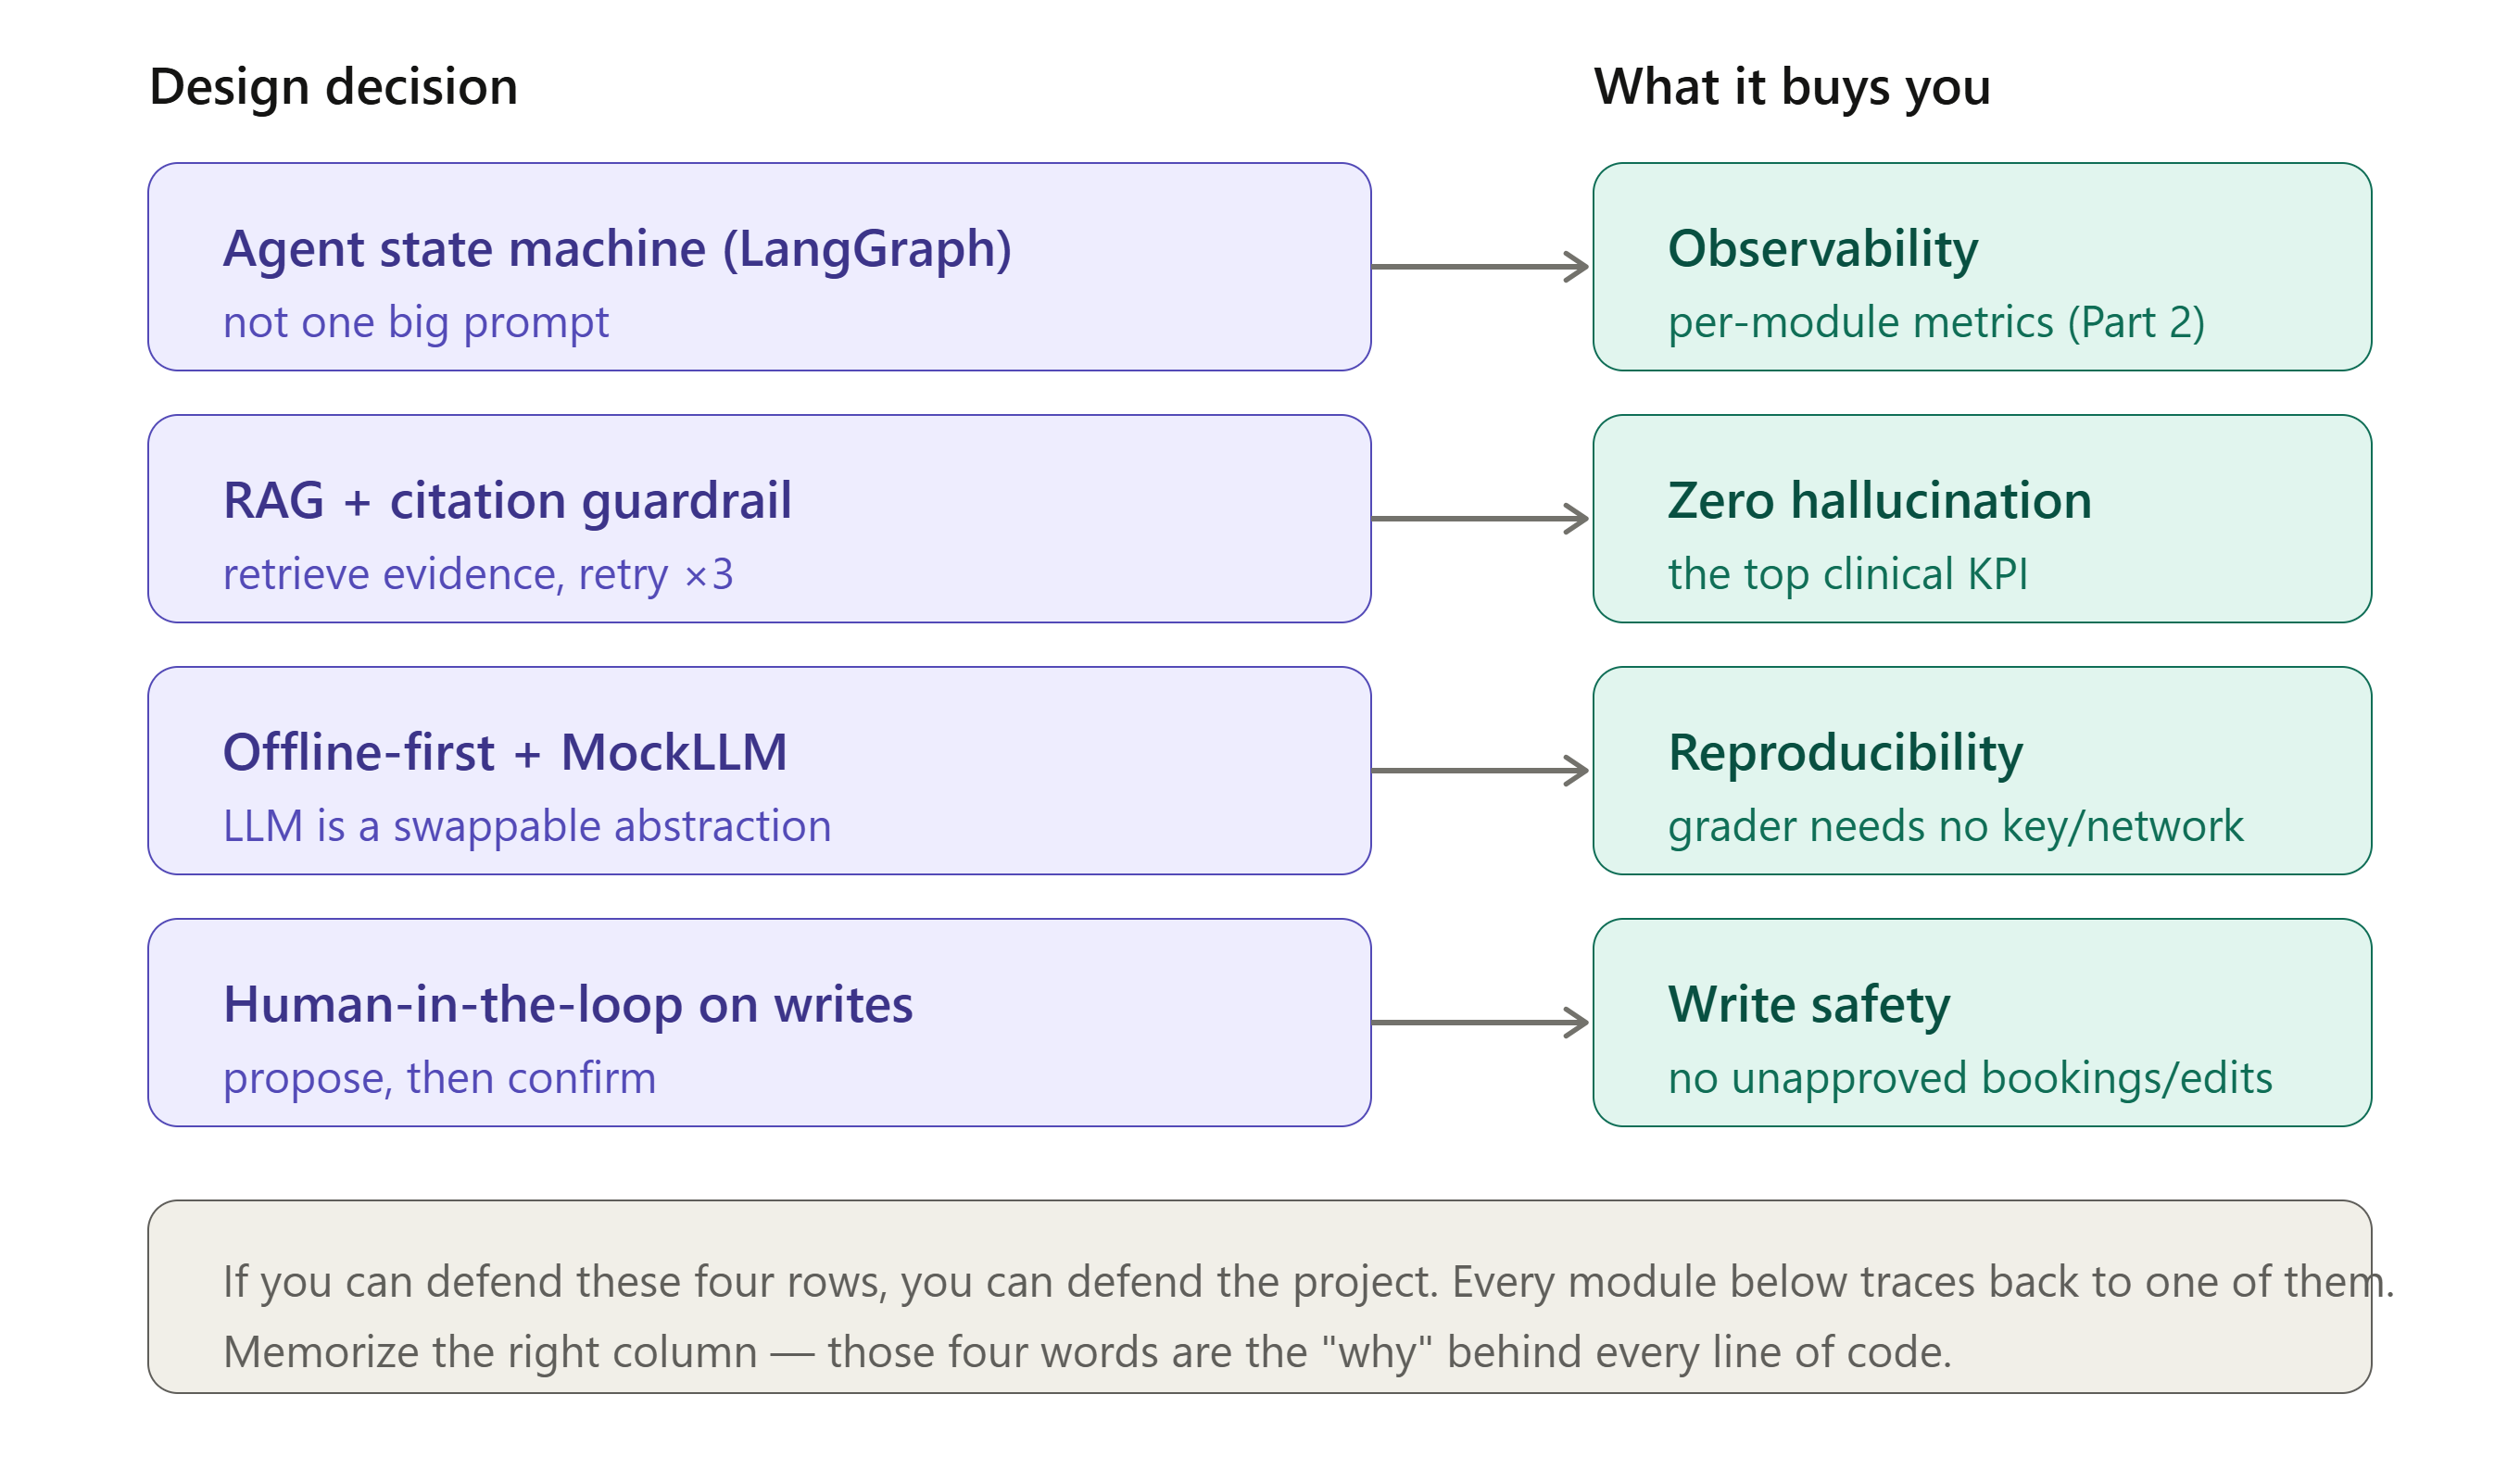 Design decision
What it buys you
Agent state machine (LangGraph)
not one big prompt
Observability
per-module metrics (Part 2)
RAG + citation guardrail
retrieve evidence, retry ×3
Zero hallucination
the top clinical KPI
Offline-first + MockLLM
LLM is a swappable abstraction
Reproducibility
grader needs no key/network
Human-in-the-loop on writes
propose, then confirm
Write safety
no unapproved bookings/edits
If you can defend these four rows, you can defend the project. Every module below traces back to one of them.
Memorize the right column — those four words are the "why" behind every line of code.